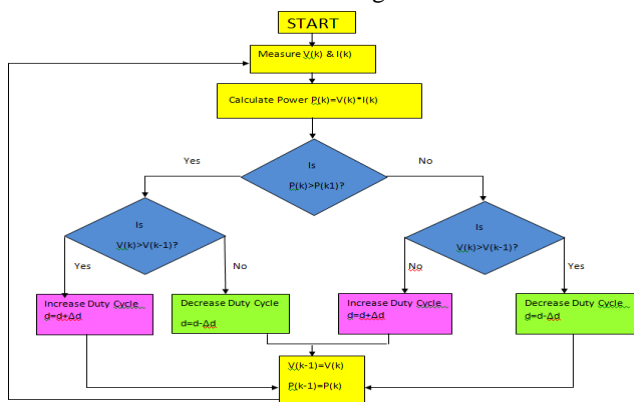 START
Measure V(k) & I(k)
Calculate Power P(k)=V(k)*I(k)
Yes
Is
P(k)>P(k1)?
No
Is
V(k)>V(k-1)?
Is
V(k)>V(k-1)?
Yes
No
No
Yes
Increase Duty Cycle
d=d+Δd
Decrease Duty Cycle
d=d-Δd
Increase Duty Cycle
d=d+Δd
Decrease Duty Cycle
d=d-Δd
V(k-1)=V(k)
P(k-1)=P(k)